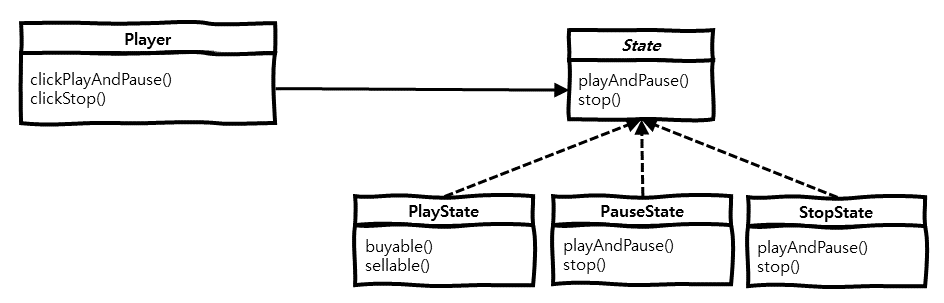 Player
clickPlayAndPause()
clickStop()
State
playAndPause()
stop()
PlayState
buyable()
sellable()
PauseState
playAndPause()
stop()
StopState
playAndPause()
stop()